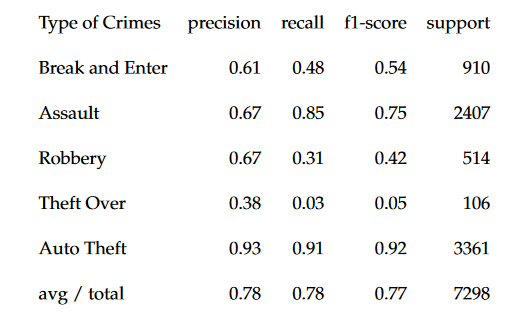 Type of Crimes precision recall f1-score support
Break and Enter 0.61 0.48 0.54 910
Assault 0.67 0.85 0.75 2407
Robbery 0.67 0.31 0.42 514
Theft Over 0.38 0.03 0.05 106
Auto Theft 0.93 0.91 0.92 3361
avg / total 0.78 0.78 0.77 7298